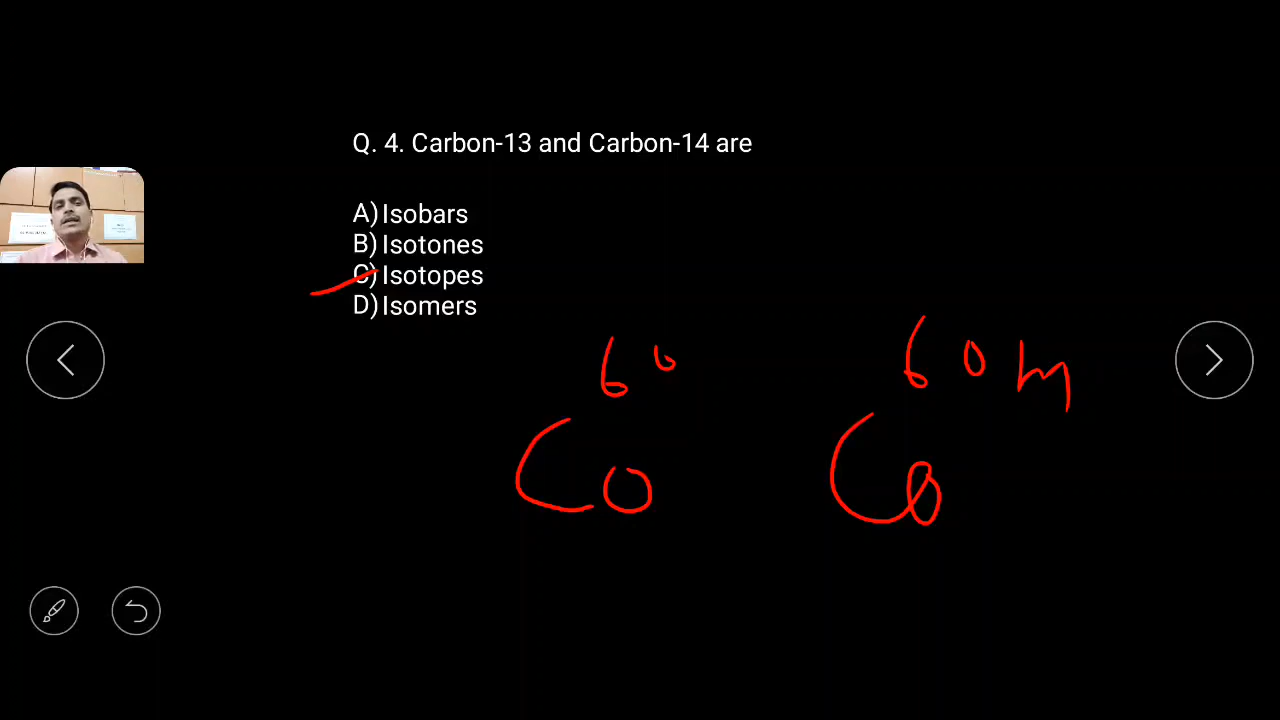 Q. 4. Carbon-13 and Carbon-14 are
A) Isobars
B) Isotones
C) Isotopes
D) Isomers
60 60m
Co Co